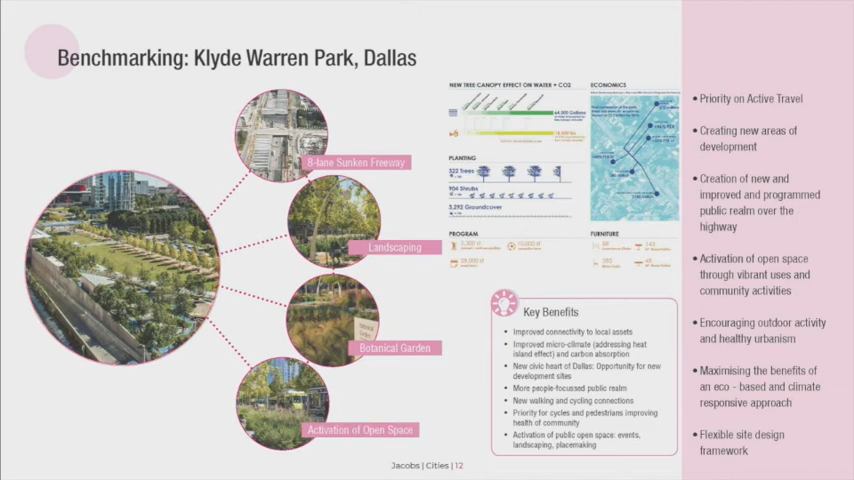 Benchmarking: Klyde Warren Park, Dallas
8-lane Sunken Freeway
Landscaping
Botanical Garden
Activation of Open Space
NEW TREE CANOPY EFFECT ON WATER + CO2
64,000 Gallons
ECONOMICS
PLANTING
322 Trees
904 Shrubs
3,292 Groundcover
PROGRAM
FURNITURE
Key Benefits
• Improved connectivity to local assets
• Improved micro-climate (addressing heat
island effect) and carbon absorption
• New civic heart of Dallas: Opportunity for new
development sites
• More people-focussed public realm
• New walking and cycling connections
• Priority for cycles and pedestrians improving
health of community
• Activation of public open space: events,
landscaping, placemaking
• Priority on Active Travel
• Creating new areas of
development
• Creation of new and
improved and programmed
public realm over the
highway
• Activation of open space
through vibrant uses and
community activities
• Encouraging outdoor activity
and healthy urbanism
• Maximising the benefits of
an eco - based and climate
responsive approach
• Flexible site design
framework
Jacobs | Cities | 12